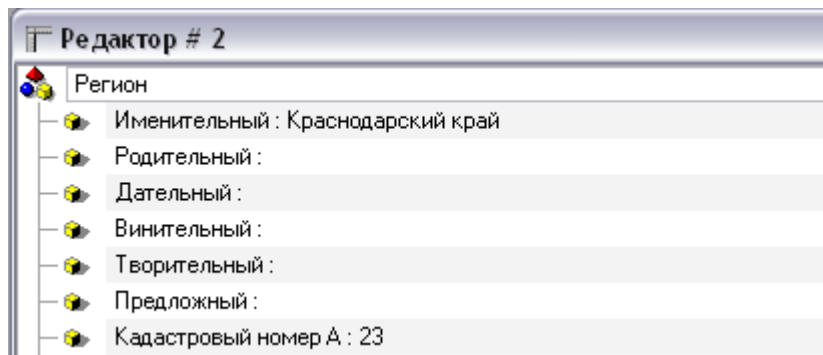 Редактор # 2
Регион
Именительный : Краснодарский край
Родительный :
Дательный :
Винительный :
Творительный :
Предложный :
Кадастровый номер А : 23